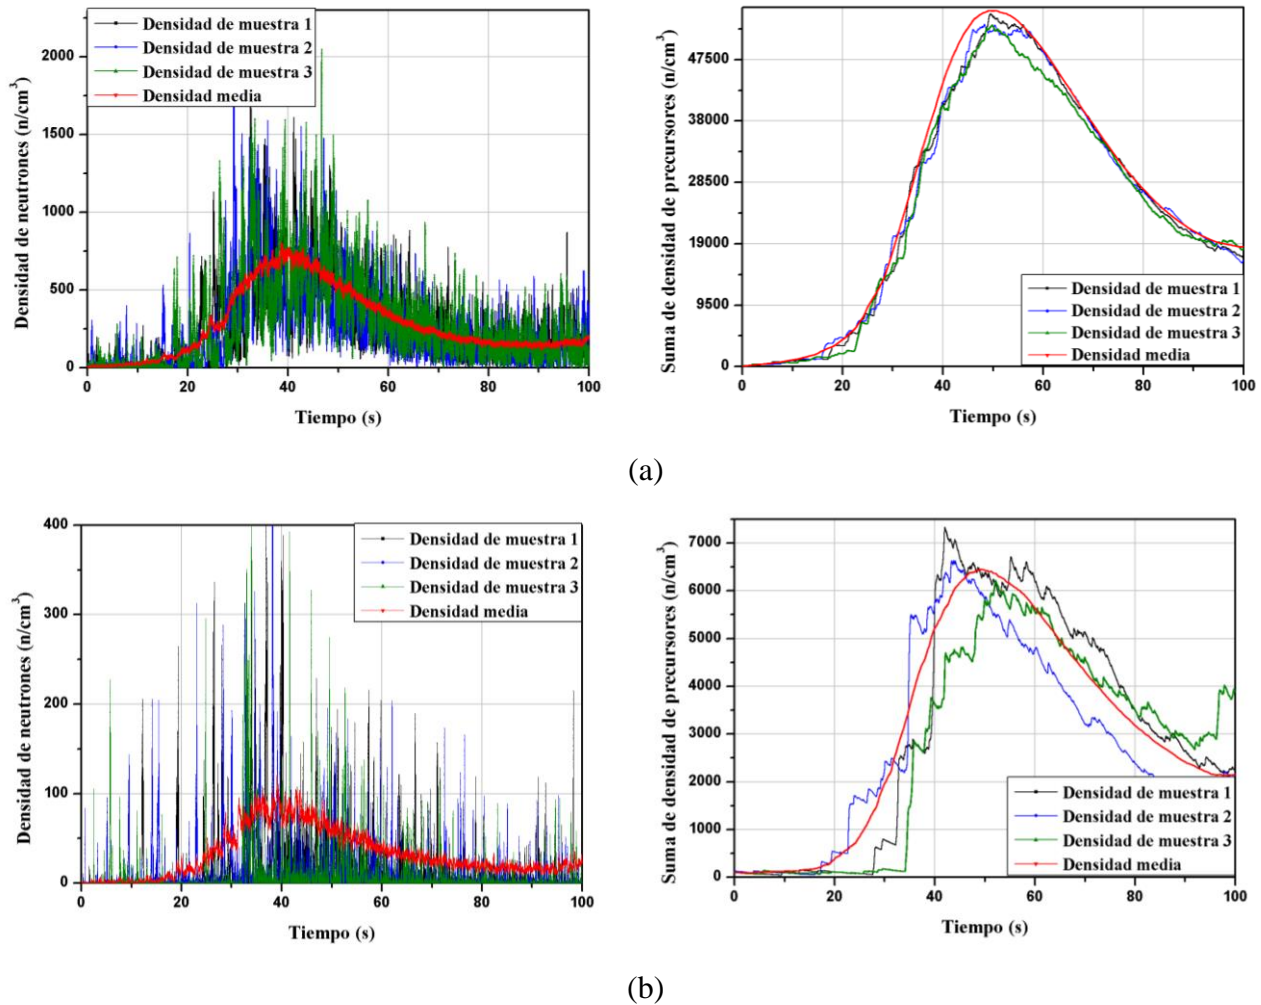 Densidad de muestra 1
Densidad de muestra 2
Densidad de muestra 3
Densidad media
Densidad de neutrones (n/cm³)
2000
1500
1000
500
0
0 20 40 60 80 100
Tiempo (s)
Suma de densidad de precursores (n/cm³)
47500
38000
28500
19000
9500
0
Densidad de muestra 1
Densidad de muestra 2
Densidad de muestra 3
Densidad media
0 20 40 60 80 100
Tiempo (s)
(a)
Densidad de neutrones (n/cm³)
400
300
200
100
0
Densidad de muestra 1
Densidad de muestra 2
Densidad de muestra 3
Densidad media
0 20 40 60 80 100
Tiempo (s)
Suma de densidad de precursores (n/cm³)
7000
6000
5000
4000
3000
2000
1000
0
Densidad de muestra 1
Densidad de muestra 2
Densidad de muestra 3
Densidad media
0 20 40 60 80 100
Tiempo (s)
(b)